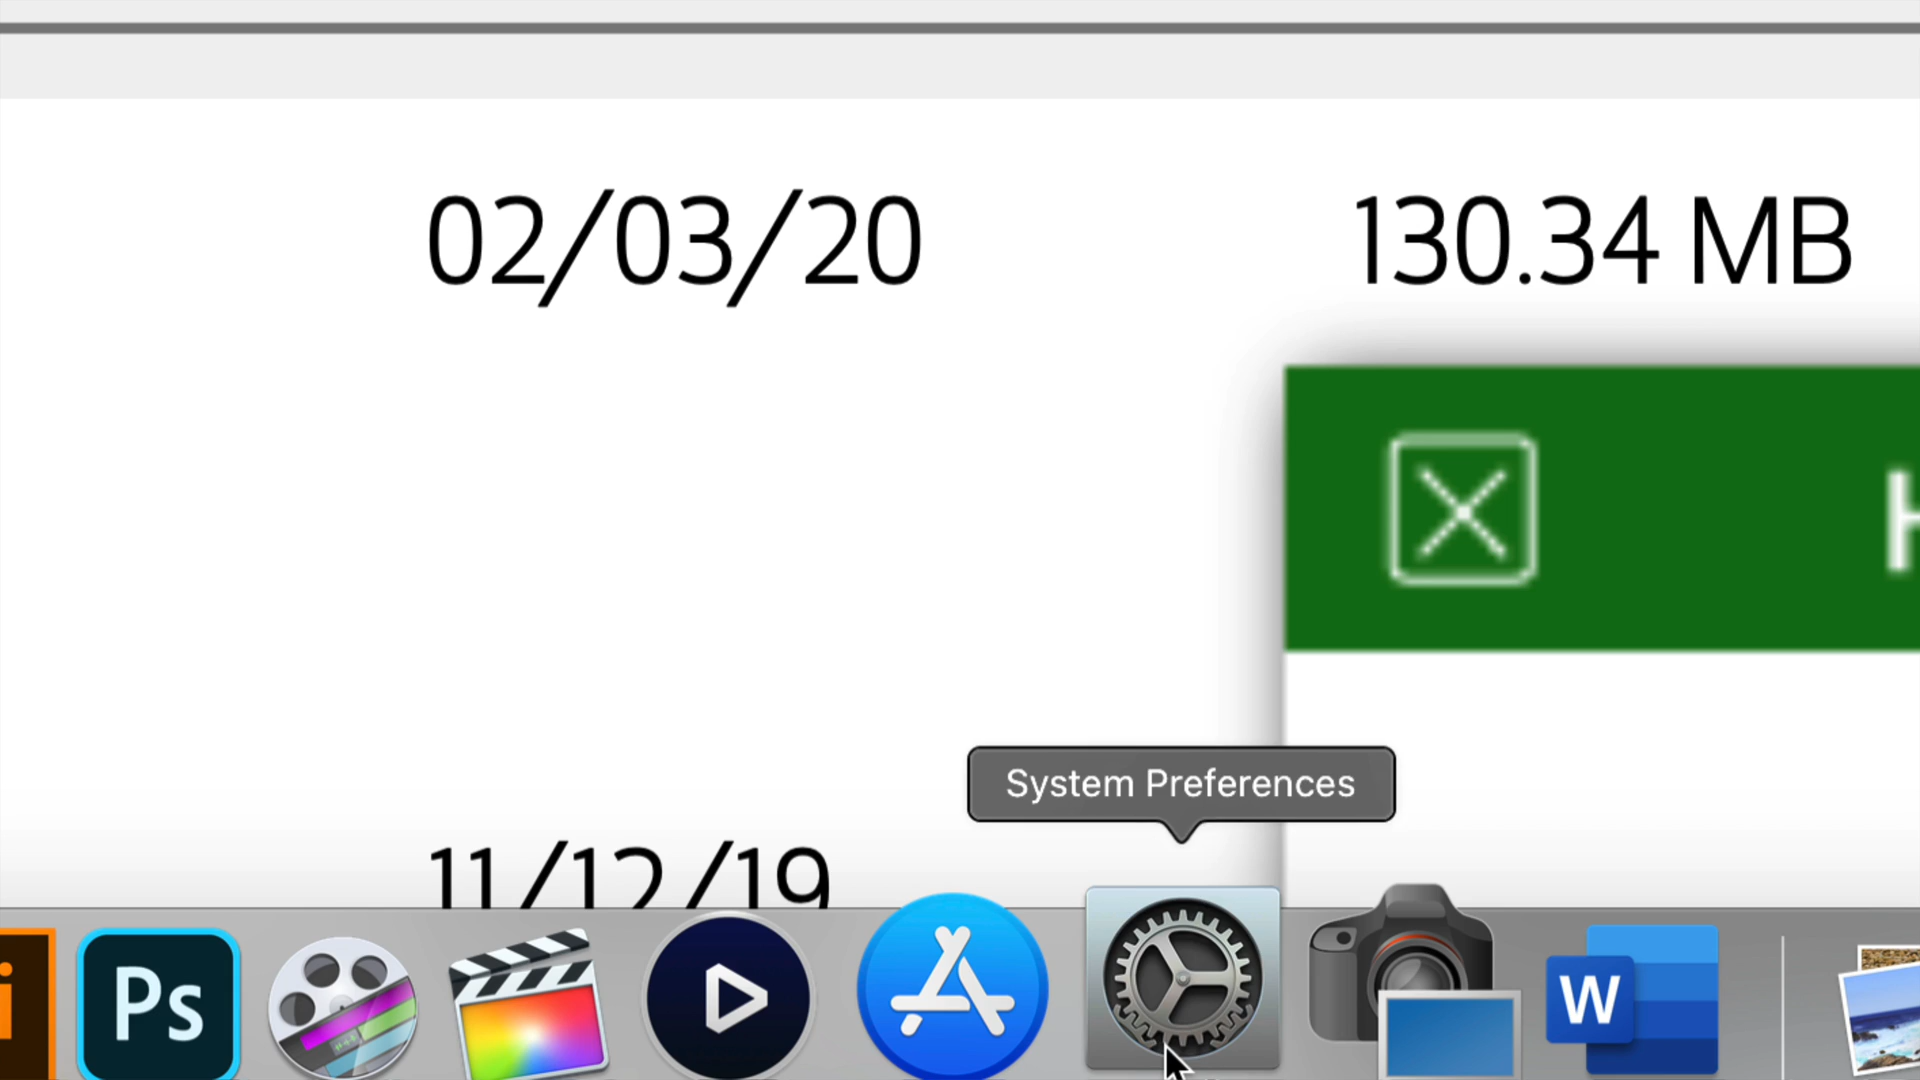 02/03/20
130.34 MB
H
System Preferences
11/12/19
i
Ps
W